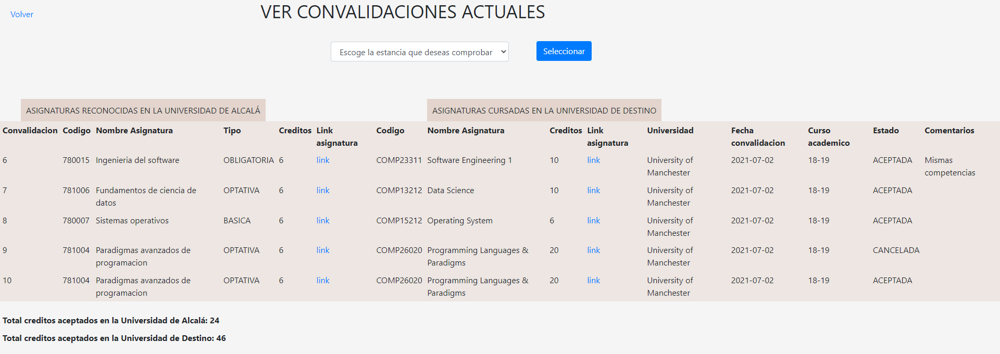 Volver
VER CONVALIDACIONES ACTUALES
Escoge la estancia que deseas comprobar
Seleccionar
ASIGNATURAS RECONOCIDAS EN LA UNIVERSIDAD DE ALCALÁ
ASIGNATURAS CURSADAS EN LA UNIVERSIDAD DE DESTINO
Convalidacion Codigo Nombre Asignatura Tipo Creditos Link Codigo Nombre Asignatura Creditos Link Universidad Fecha Curso Estado Comentarios
asignatura asignatura convalidacion academico
6 780015 Ingenieria del software OBLIGATORIA 6 link COMP23311 Software Engineering 1 10 link University of 2021-07-02 18-19 ACEPTADA Mismas
Manchester competencias
7 781006 Fundamentos de ciencia de OPTATIVA 6 link COMP13212 Data Science 10 link University of 2021-07-02 18-19 ACEPTADA
datos Manchester
8 780007 Sistemas operativos BASICA 6 link COMP15212 Operating System 6 link University of 2021-07-02 18-19 ACEPTADA
Manchester
9 781004 Paradigmas avanzados de OPTATIVA 6 link COMP26020 Programming Languages & 20 link University of 2021-07-02 18-19 CANCELADA
programacion Paradigms Manchester
10 781004 Paradigmas avanzados de OPTATIVA 6 link COMP26020 Programming Languages & 20 link University of 2021-07-02 18-19 ACEPTADA
programacion Paradigms Manchester
Total creditos aceptados en la Universidad de Alcalá: 24
Total creditos aceptados en la Universidad de Destino: 46